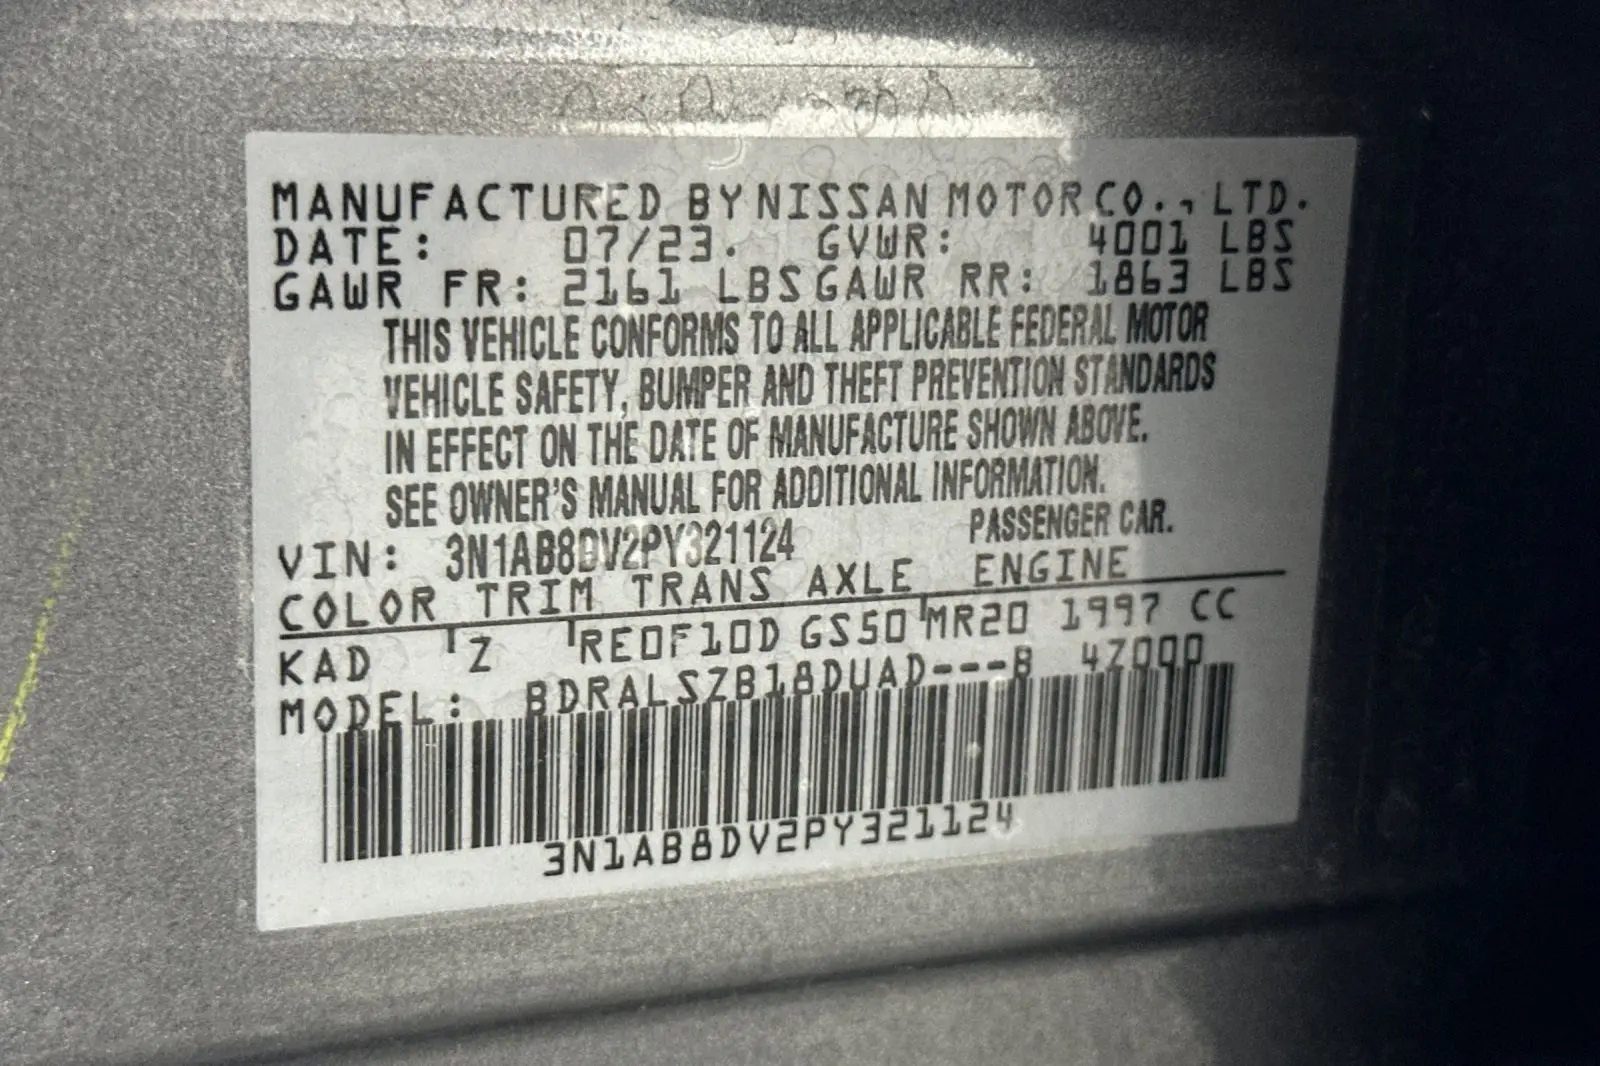 MANUFACTURED BY NISSAN MOTOR CO., LTD.
DATE: 07/23. GVWR: 4001 LBS
GAWR FR: 2161 LBS GAWR RR: 1863 LBS
THIS VEHICLE CONFORMS TO ALL APPLICABLE FEDERAL MOTOR
VEHICLE SAFETY, BUMPER AND THEFT PREVENTION STANDARDS
IN EFFECT ON THE DATE OF MANUFACTURE SHOWN ABOVE.
SEE OWNER'S MANUAL FOR ADDITIONAL INFORMATION.
VIN: 3N1AB8DV2PY321124 PASSENGER CAR.
COLOR TRIM TRANS AXLE ENGINE
KAD Z RE0F10D GS50 MR20 1997 CC
MODEL: BDRALSZB18DUAD---B 4Z000
3N1AB8DV2PY321124